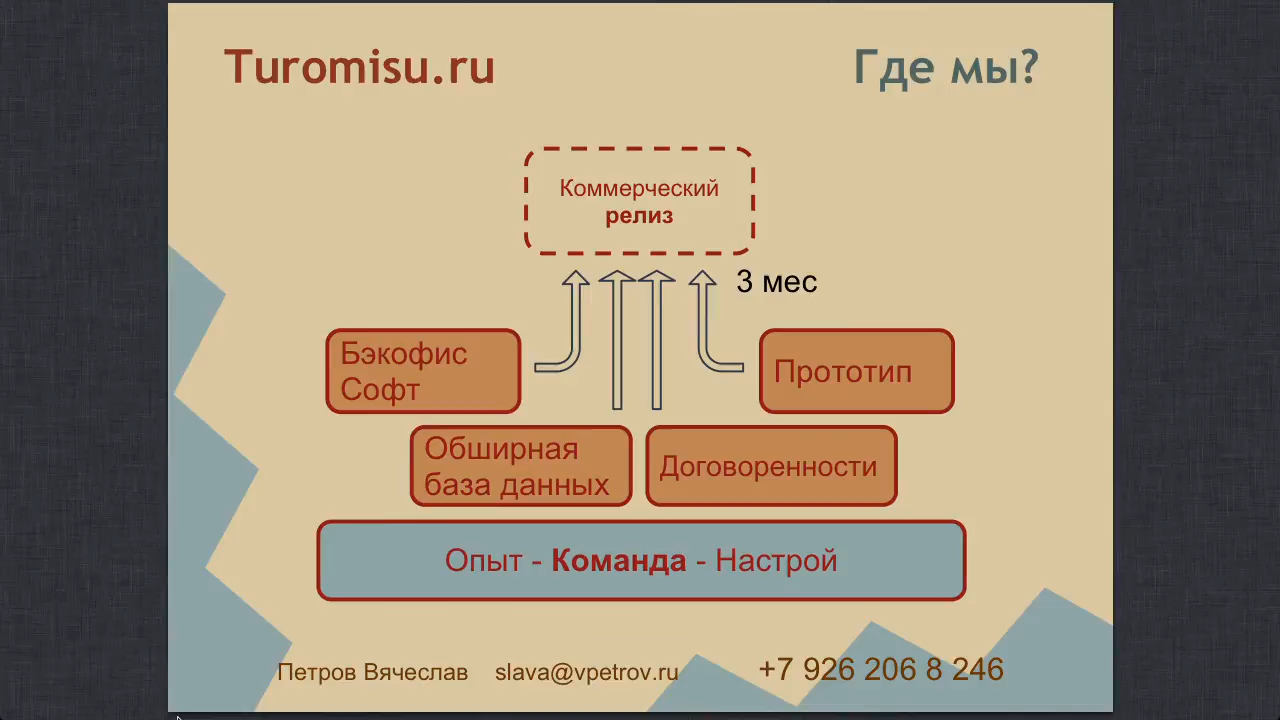 Turomisu.ru
Где мы?
Коммерческий
релиз
3 мес
Бэкофис
Софт
Прототип
Обширная
база данных
Договоренности
Опыт - Команда - Настрой
Петров Вячеслав slava@vpetrov.ru +7 926 206 8 246